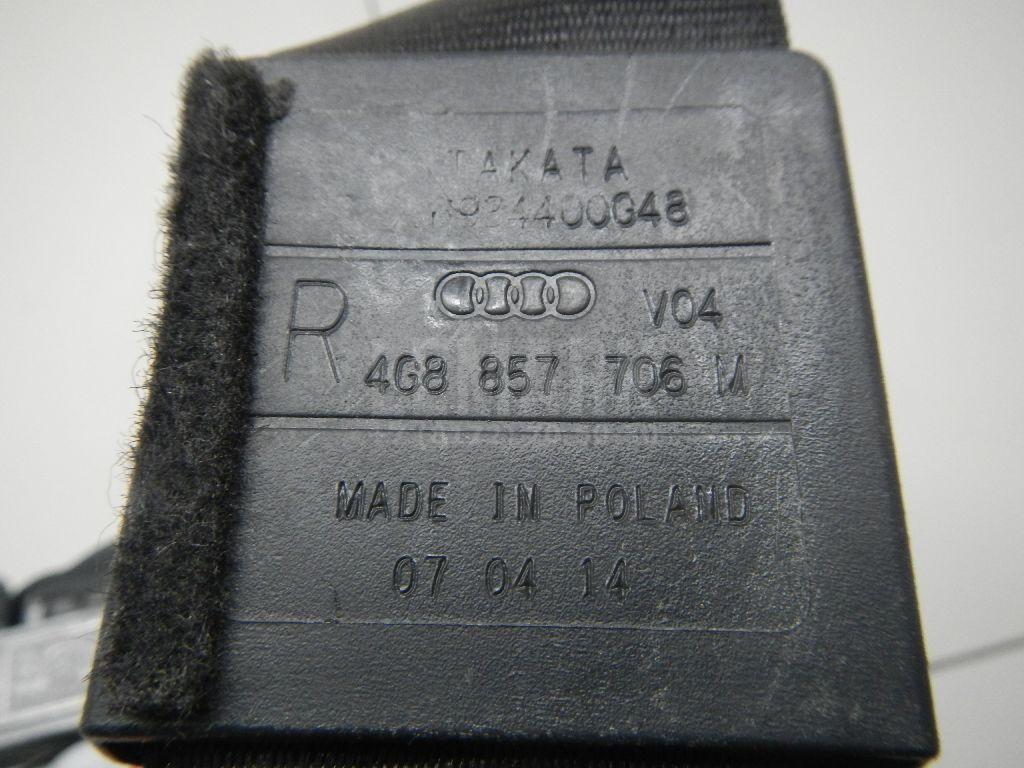 TAKATA
R V04
4G8 857 706 M
MADE IN POLAND
07 04 14